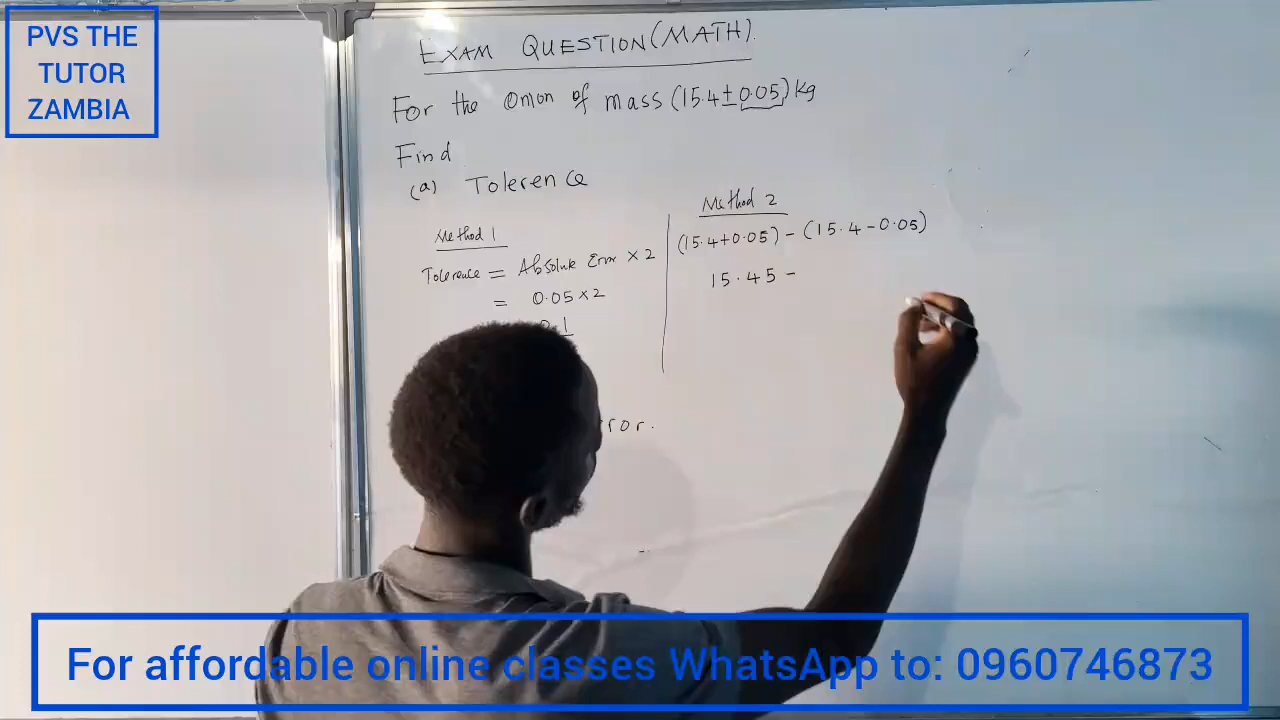 PVS THE
TUTOR
ZAMBIA
EXAM QUESTION(MATH).
For the Onion of mass (15.4±0.05)kg
Find
(a) Tolerence
Method 1
Tolerence = Absolute Error × 2
= 0.05×2
0.1
Method 2
(15.4+0.05) - (15.4-0.05)
15.45 -
For affordable online classes WhatsApp to: 0960746873